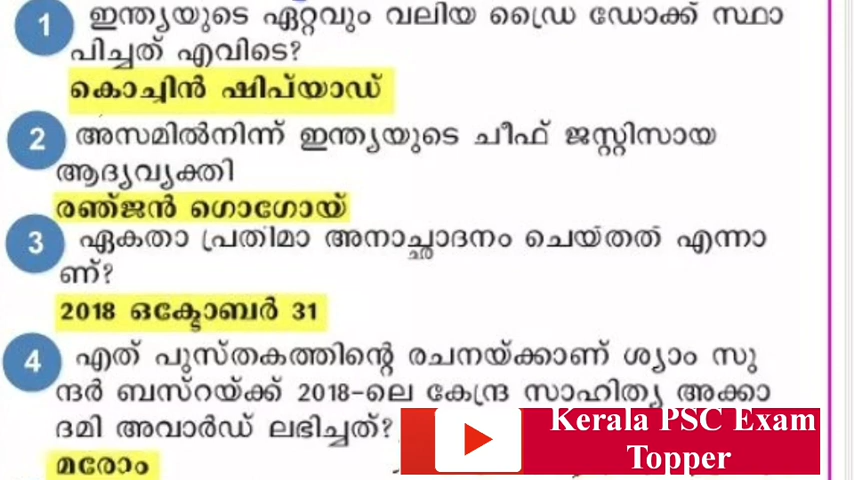 1 ഇന്ത്യയുടെ ഏറ്റവും വലിയ ഡ്രൈ ഡോക്ക് സ്ഥാ
പിച്ചത് എവിടെ?
കൊച്ചിൻ ഷിപ്‌യാഡ്
2 അസമിൽനിന്ന് ഇന്ത്യയുടെ ചീഫ് ജസ്റ്റിസായ
ആദ്യവ്യക്തി
രഞ്ജൻ ഗൊഗോയ്
3 ഏകതാ പ്രതിമാ അനാച്ഛാദനം ചെയ്തത് എന്നാ
ണ്?
2018 ഒക്ടോബർ 31
4 എത് പുസ്തകത്തിന്റെ രചനയ്ക്കാണ് ശ്യാം സു
ന്ദർ ബസ്റയ്ക്ക് 2018-ലെ കേന്ദ്ര സാഹിത്യ അക്കാ
ദമി അവാർഡ് ലഭിച്ചത്?
മരോം
Kerala PSC Exam
Topper